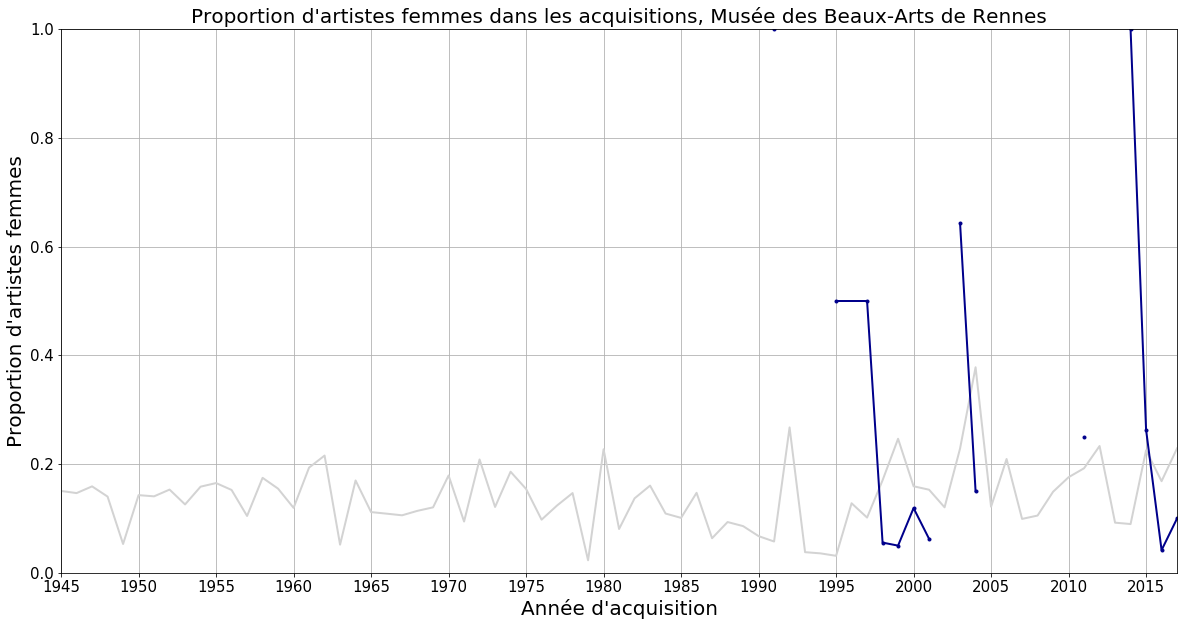 Proportion d'artistes femmes dans les acquisitions, Musée des Beaux-Arts de Rennes
Proportion d'artistes femmes
1.0
0.8
0.6
0.4
0.2
0.0
1945 1950 1955 1960 1965 1970 1975 1980 1985 1990 1995 2000 2005 2010 2015
Année d'acquisition